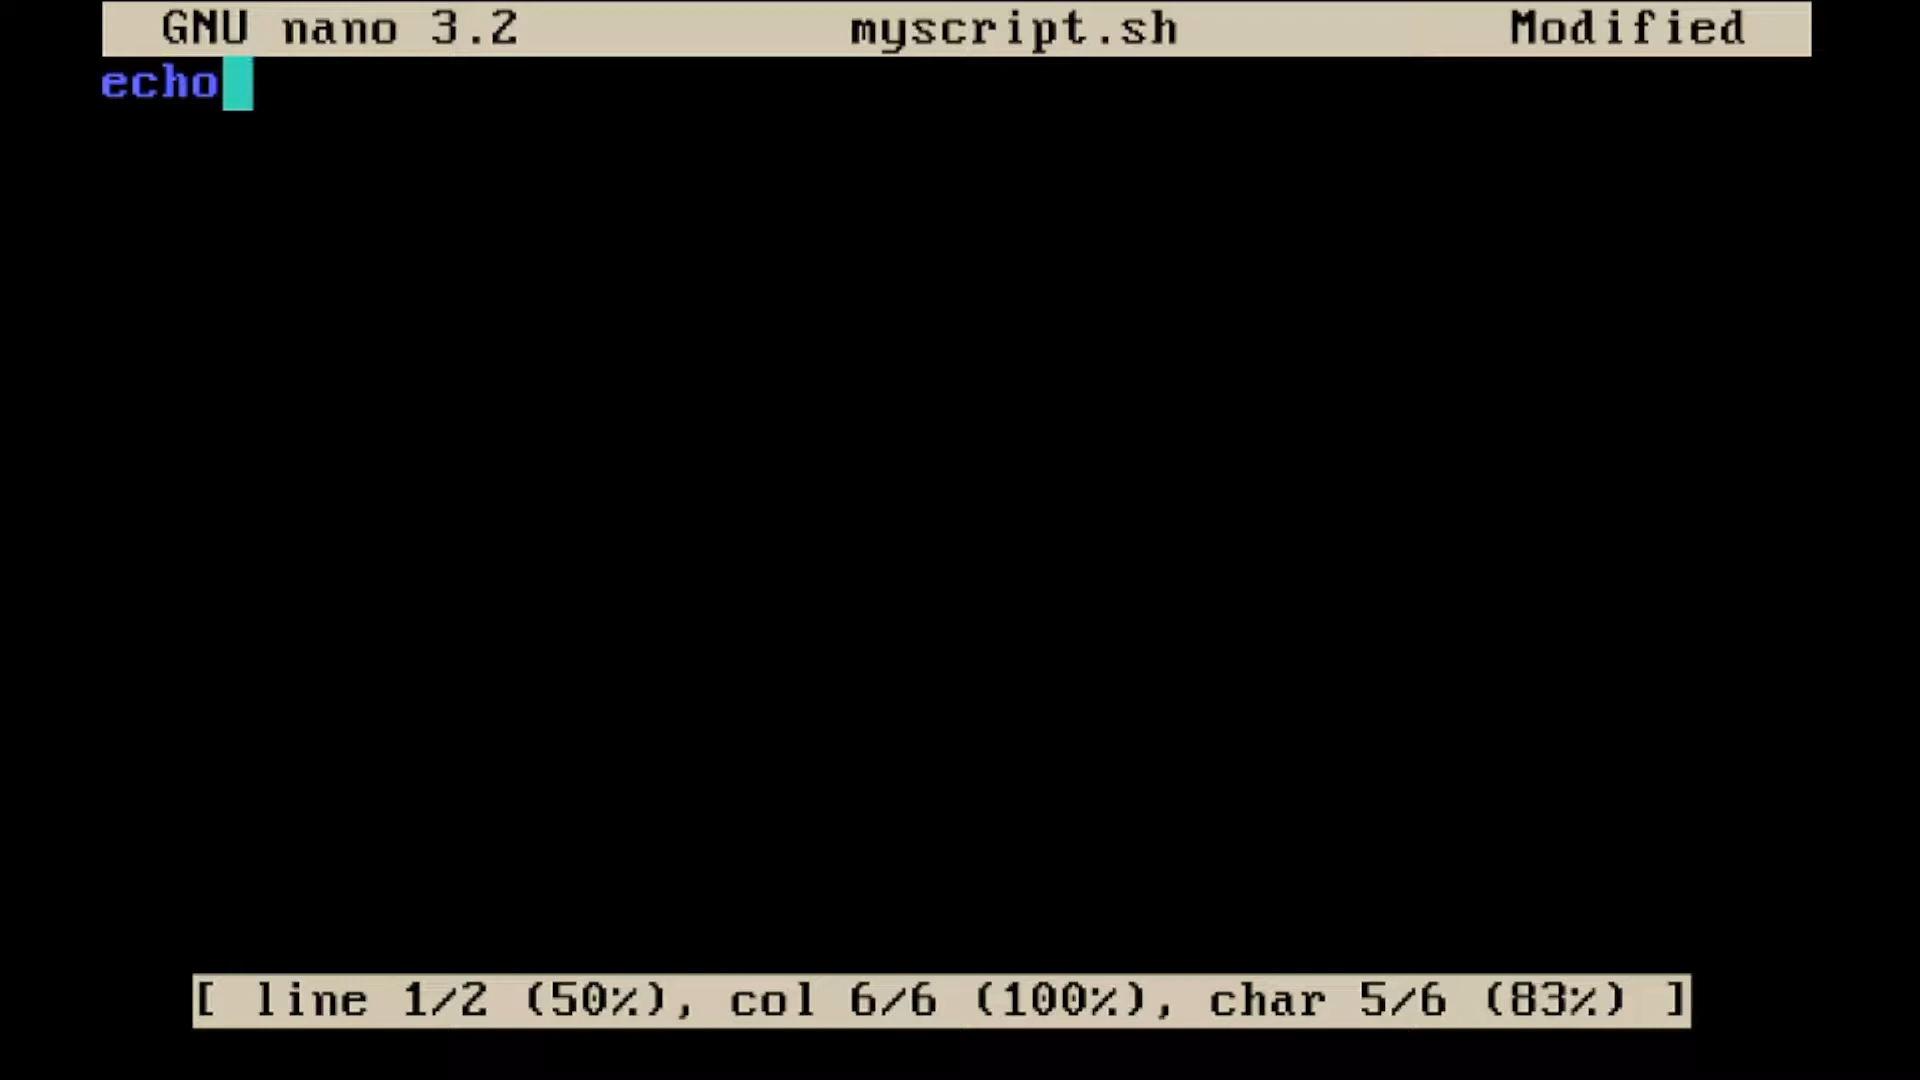 GNU nano 3.2 myscript.sh Modified
echo
[ line 1/2 (50%), col 6/6 (100%), char 5/6 (83%) ]